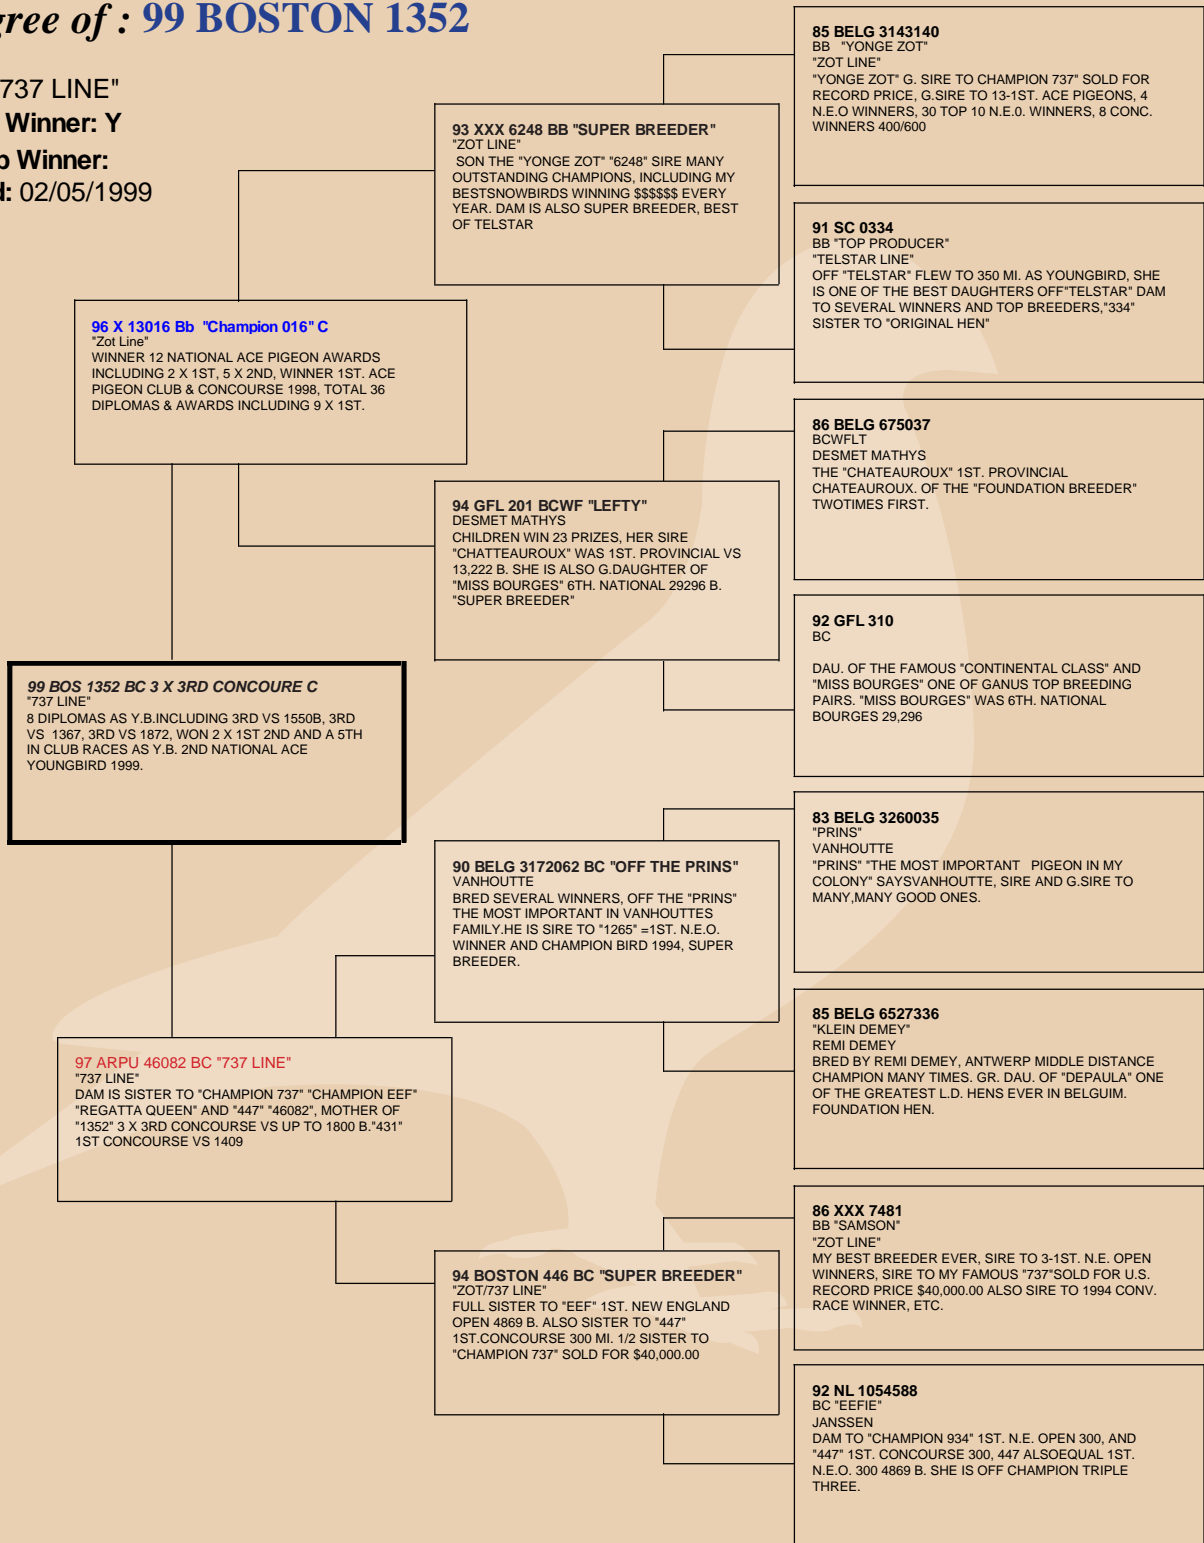 gree of : 99 BOSTON 1352
"737 LINE"
Winner: Y
Winner:
02/05/1999
96 X 13016 Bb "Champion 016" C
"Zot Line"
WINNER 12 NATIONAL ACE PIGEON AWARDS
INCLUDING 2 X 1ST, 5 X 2ND, WINNER 1ST. ACE
PIGEON CLUB & CONCOURSE 1998, TOTAL 36
DIPLOMAS & AWARDS INCLUDING 9 X 1ST.
99 BOS 1352 BC 3 X 3RD CONCOURE C
"737 LINE"
8 DIPLOMAS AS Y.B.INCLUDING 3RD VS 1550B, 3RD
VS 1367, 3RD VS 1872, WON 2 X 1ST 2ND AND A 5TH
IN CLUB RACES AS Y.B. 2ND NATIONAL ACE
YOUNGBIRD 1999.
97 ARPU 46082 BC "737 LINE"
"737 LINE"
DAM IS SISTER TO "CHAMPION 737" "CHAMPION EEF"
"REGATTA QUEEN" AND "447" "46082", MOTHER OF
"1352" 3 X 3RD CONCOURSE VS UP TO 1800 B."431"
1ST CONCOURSE VS 1409
93 XXX 6248 BB "SUPER BREEDER"
"ZOT LINE"
SON THE "YONGE ZOT" "6248" SIRE MANY
OUTSTANDING CHAMPIONS, INCLUDING MY
BESTSNOWBIRDS WINNING $$$$$$ EVERY
YEAR. DAM IS ALSO SUPER BREEDER, BEST
OF TELSTAR
94 GFL 201 BCWF "LEFTY"
DESMET MATHYS
CHILDREN WIN 23 PRIZES, HER SIRE
"CHATTEAUROUX" WAS 1ST. PROVINCIAL VS
13,222 B. SHE IS ALSO G.DAUGHTER OF
"MISS BOURGES" 6TH. NATIONAL 29296 B.
"SUPER BREEDER"
90 BELG 3172062 BC "OFF THE PRINS"
VANHOUTTE
BRED SEVERAL WINNERS, OFF THE "PRINS"
THE MOST IMPORTANT IN VANHOUTTES
FAMILY.HE IS SIRE TO "1265" =1ST. N.E.O.
WINNER AND CHAMPION BIRD 1994, SUPER
BREEDER.
94 BOSTON 446 BC "SUPER BREEDER"
"ZOT/737 LINE"
FULL SISTER TO "EEF" 1ST. NEW ENGLAND
OPEN 4869 B. ALSO SISTER TO "447"
1ST.CONCOURSE 300 MI. 1/2 SISTER TO
"CHAMPION 737" SOLD FOR $40,000.00
85 BELG 3143140
BB "YONGE ZOT"
"ZOT LINE"
"YONGE ZOT" G. SIRE TO CHAMPION 737" SOLD FOR
RECORD PRICE, G.SIRE TO 13-1ST. ACE PIGEONS, 4
N.E.O WINNERS, 30 TOP 10 N.E.0. WINNERS, 8 CONC.
WINNERS 400/600
91 SC 0334
BB "TOP PRODUCER"
"TELSTAR LINE"
OFF "TELSTAR" FLEW TO 350 MI. AS YOUNGBIRD, SHE
IS ONE OF THE BEST DAUGHTERS OFF"TELSTAR" DAM
TO SEVERAL WINNERS AND TOP BREEDERS,"334"
SISTER TO "ORIGINAL HEN"
86 BELG 675037
BCWFLT
DESMET MATHYS
THE "CHATEAUROUX" 1ST. PROVINCIAL
CHATEAUROUX. OF THE "FOUNDATION BREEDER"
TWOTIMES FIRST.
92 GFL 310
BC
DAU. OF THE FAMOUS "CONTINENTAL CLASS" AND
"MISS BOURGES" ONE OF GANUS TOP BREEDING
PAIRS. "MISS BOURGES" WAS 6TH. NATIONAL
BOURGES 29,296
83 BELG 3260035
"PRINS"
VANHOUTTE
"PRINS" "THE MOST IMPORTANT PIGEON IN MY
COLONY" SAYSVANHOUTTE, SIRE AND G.SIRE TO
MANY,MANY GOOD ONES.
85 BELG 6527336
"KLEIN DEMEY"
REMI DEMEY
BRED BY REMI DEMEY, ANTWERP MIDDLE DISTANCE
CHAMPION MANY TIMES. GR. DAU. OF "DEPAULA" ONE
OF THE GREATEST L.D. HENS EVER IN BELGUIM.
FOUNDATION HEN.
86 XXX 7481
BB "SAMSON"
"ZOT LINE"
MY BEST BREEDER EVER, SIRE TO 3-1ST. N.E. OPEN
WINNERS, SIRE TO MY FAMOUS "737"SOLD FOR U.S.
RECORD PRICE $40,000.00 ALSO SIRE TO 1994 CONV.
RACE WINNER, ETC.
92 NL 1054588
BC "EEFIE"
JANSSEN
DAM TO "CHAMPION 934" 1ST. N.E. OPEN 300, AND
"447" 1ST. CONCOURSE 300, 447 ALSOEQUAL 1ST.
N.E.O. 300 4869 B. SHE IS OFF CHAMPION TRIPLE
THREE.